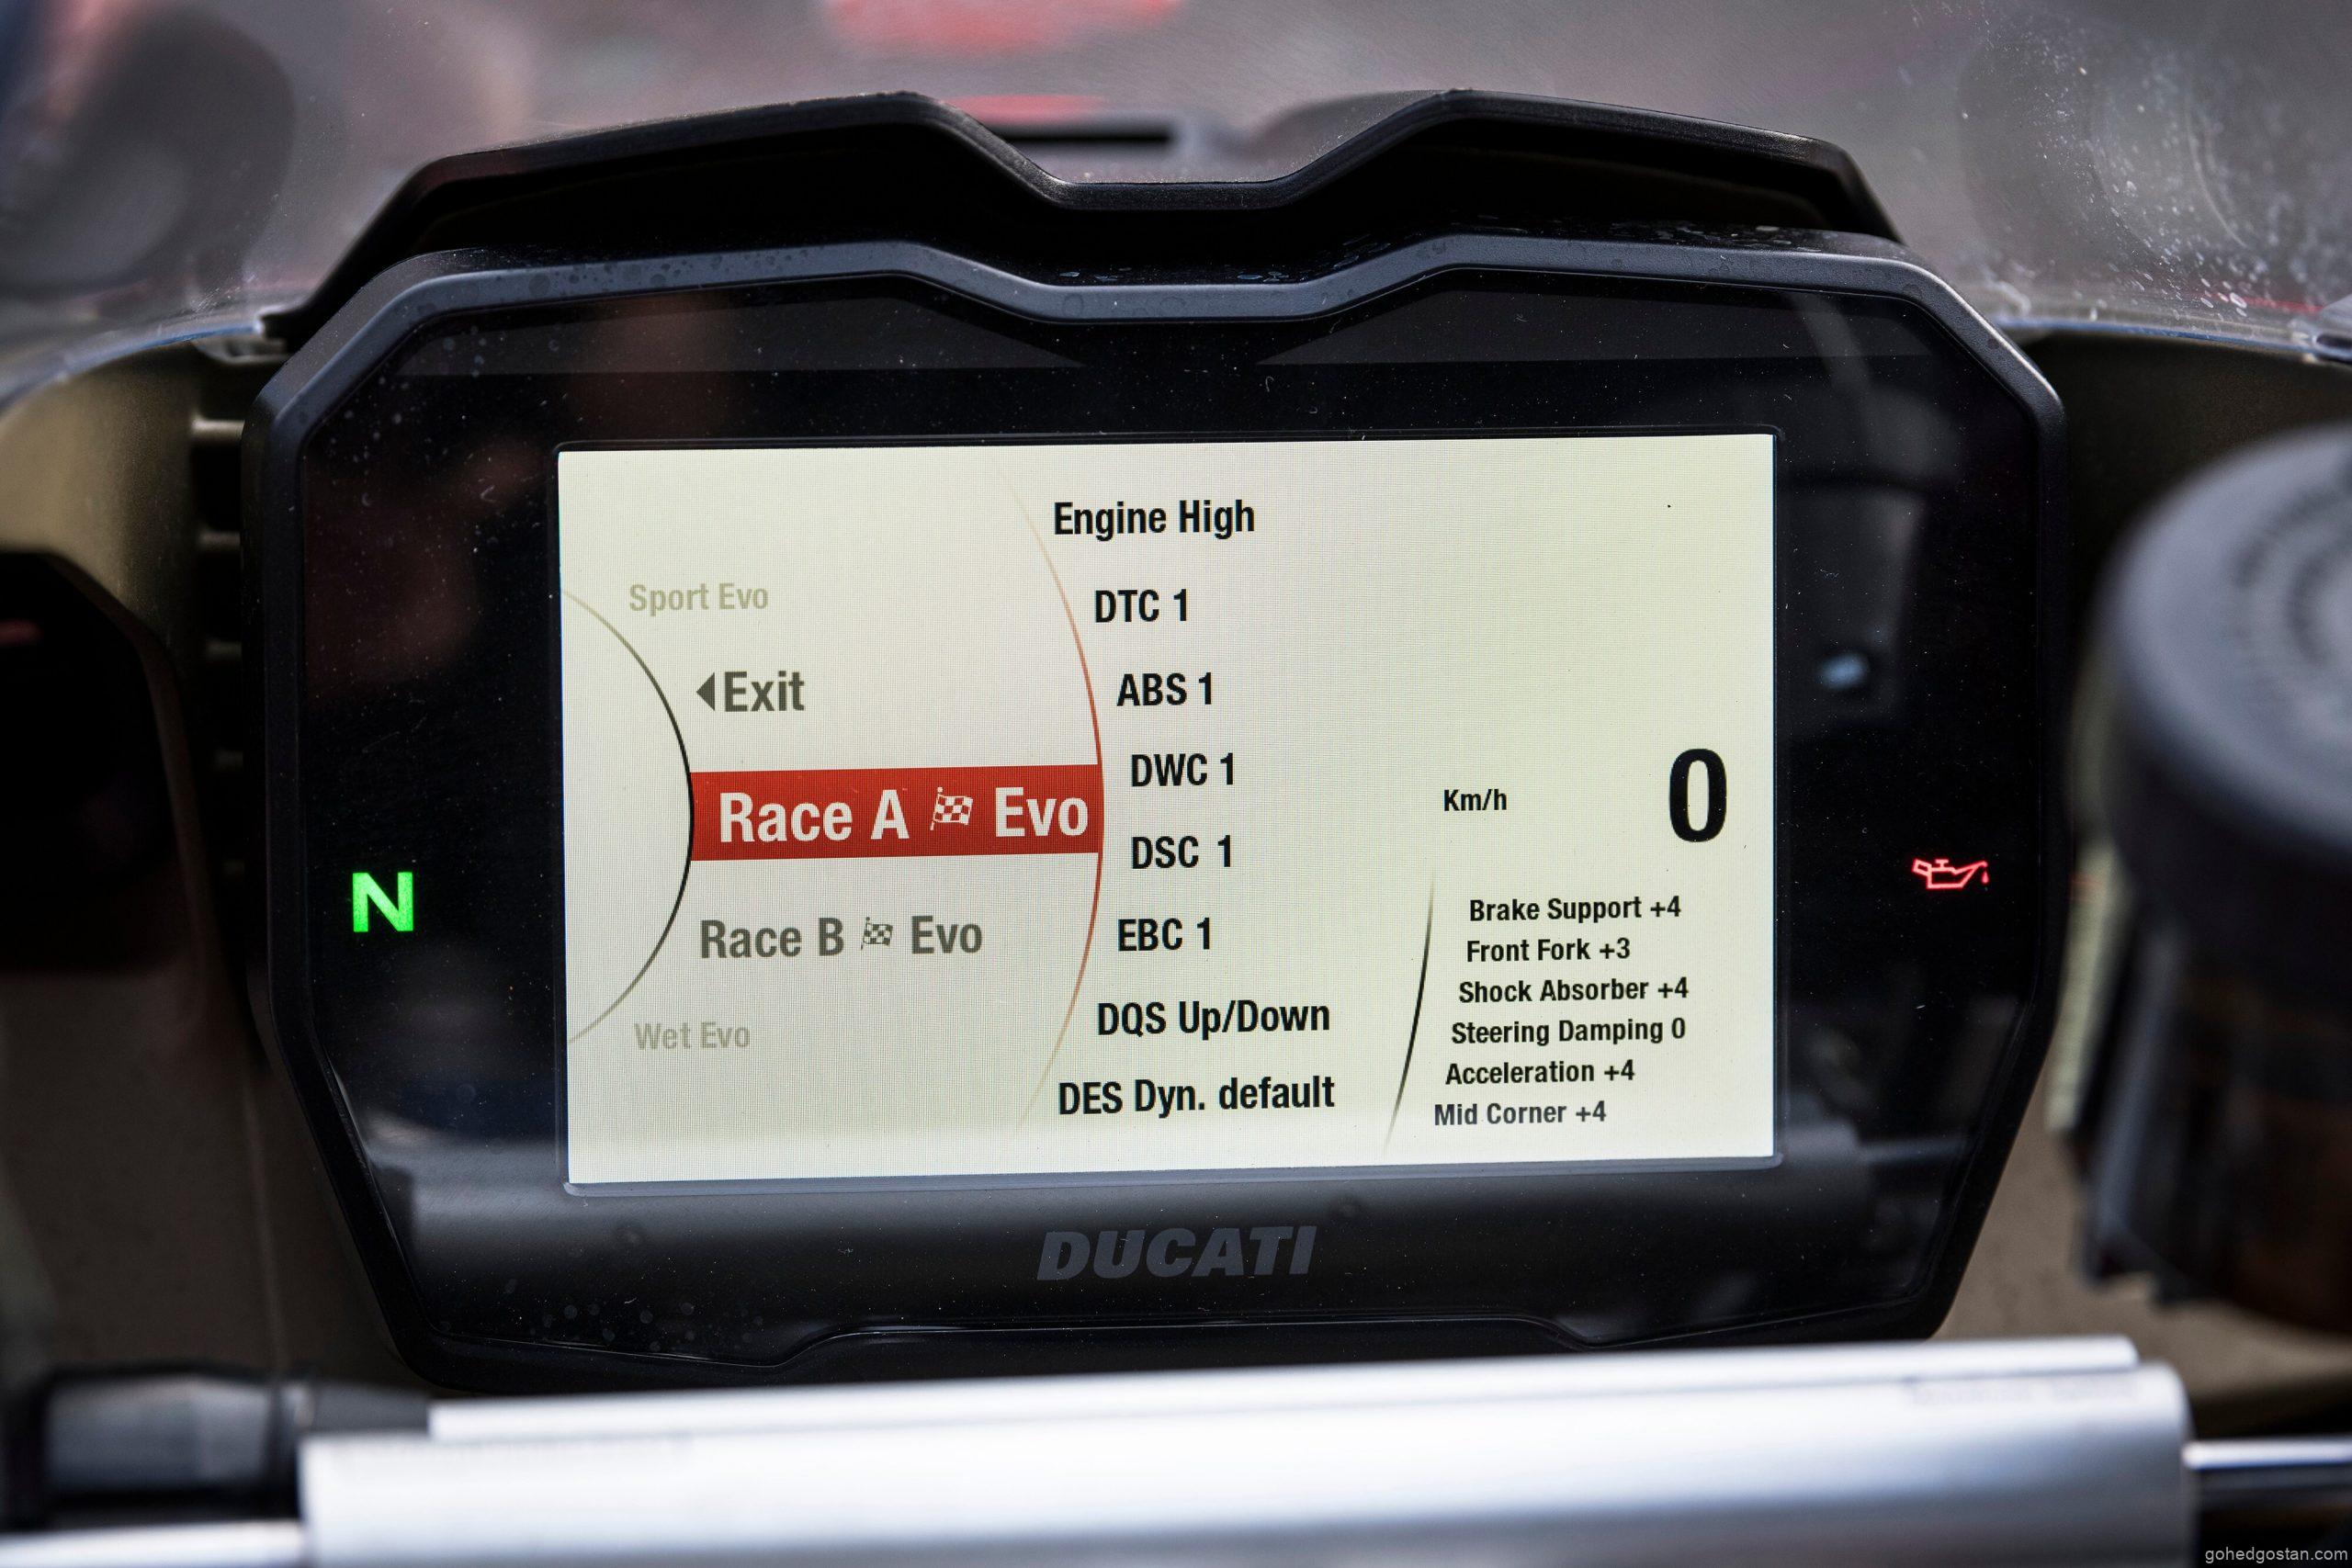 Sport Evo
Exit
Race A Evo
Race B Evo
Wet Evo
Engine High
DTC 1
ABS 1
DWC 1
DSC 1
EBC 1
DQS Up/Down
DES Dyn. default
Km/h 0
Brake Support +4
Front Fork +3
Shock Absorber +4
Steering Damping 0
Acceleration +4
Mid Corner +4
N
DUCATI
gohedgostan.com